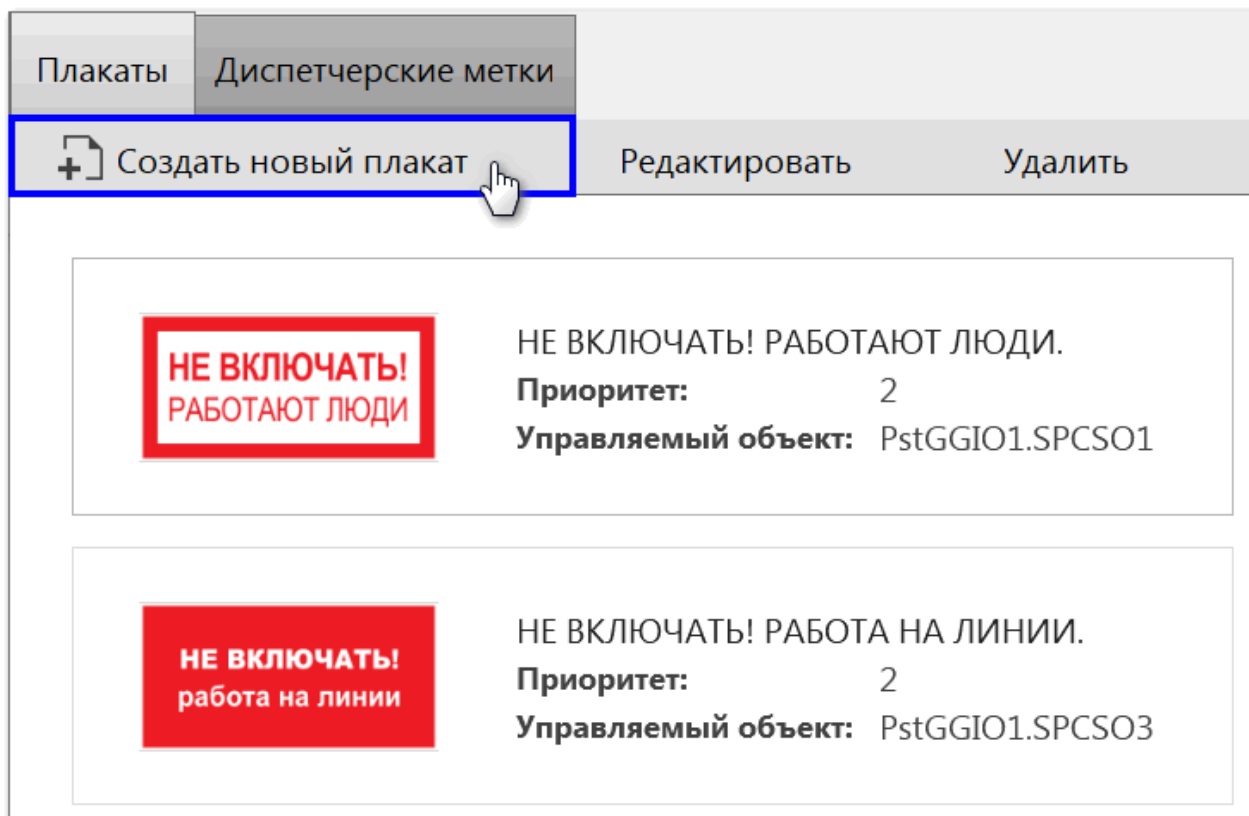 Плакаты Диспетчерские метки
Создать новый плакат Редактировать Удалить
НЕ ВКЛЮЧАТЬ!
РАБОТАЮТ ЛЮДИ
НЕ ВКЛЮЧАТЬ! РАБОТАЮТ ЛЮДИ.
Приоритет: 2
Управляемый объект: PstGGIO1.SPCSO1
НЕ ВКЛЮЧАТЬ!
работа на линии
НЕ ВКЛЮЧАТЬ! РАБОТА НА ЛИНИИ.
Приоритет: 2
Управляемый объект: PstGGIO1.SPCSO3